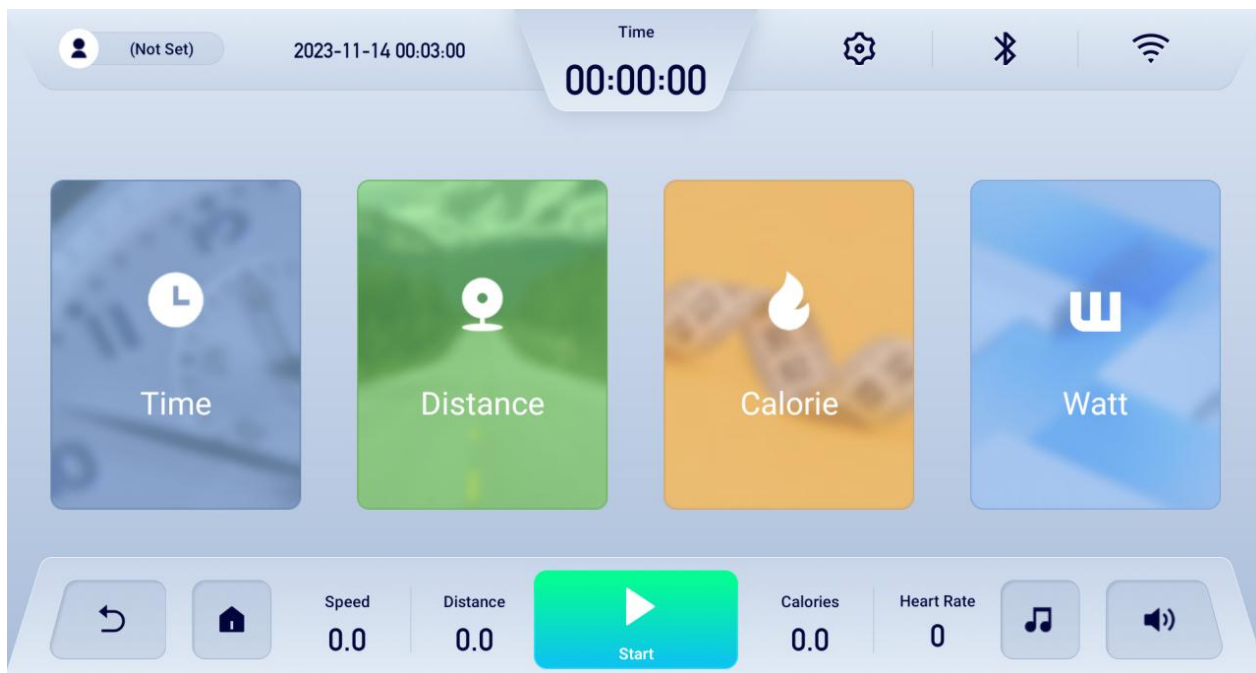 (Not Set)
2023-11-14 00:03:00
Time
00:00:00
Time
Distance
Calorie
Watt
Speed
0.0
Distance
0.0
Start
Calories
0.0
Heart Rate
0